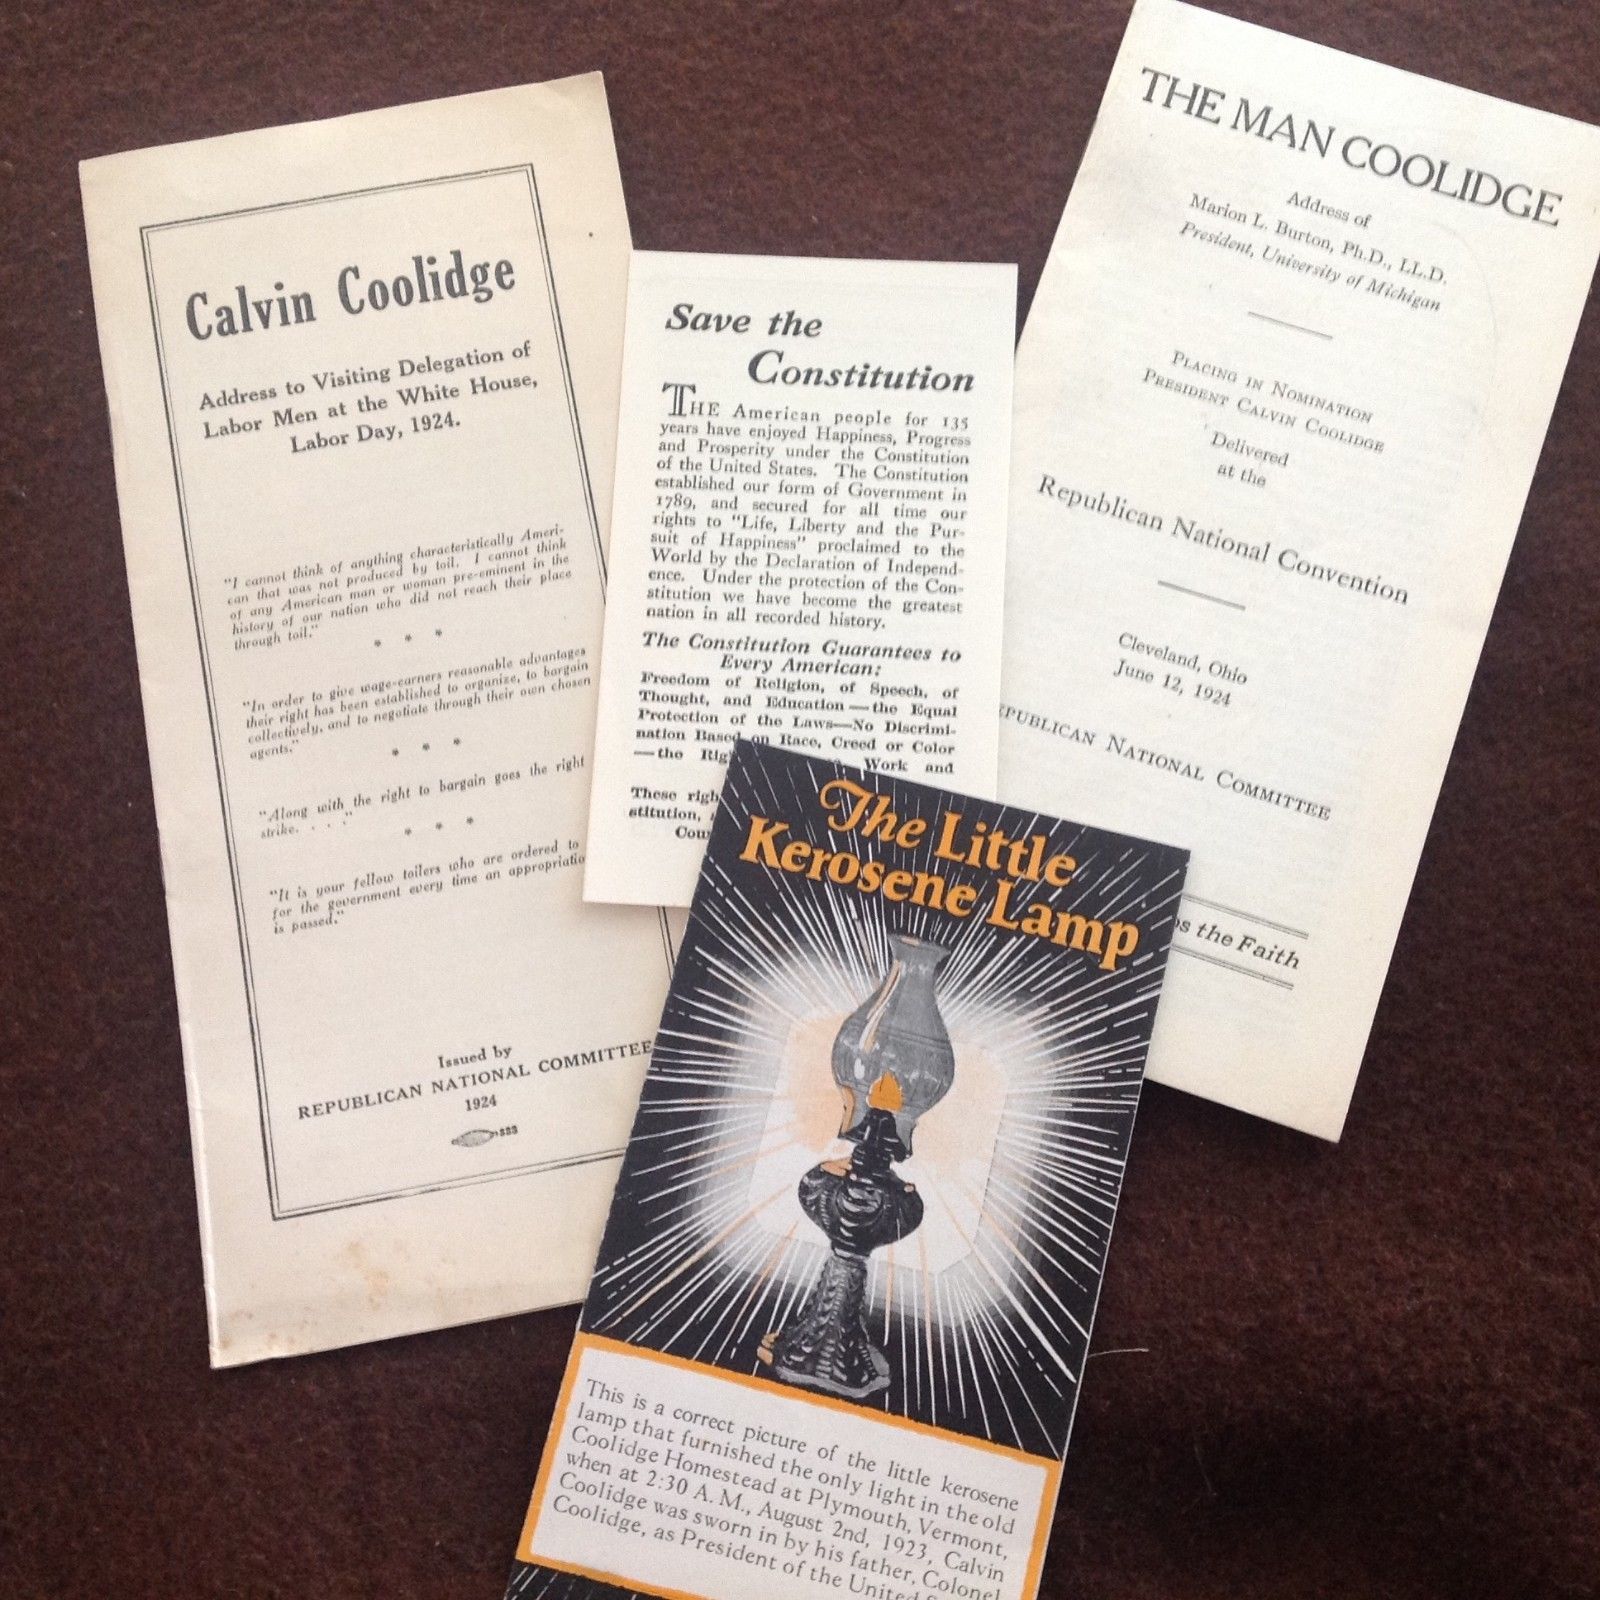 Calvin Coolidge
Address to Visiting Delegation of
Labor Men at the White House,
Labor Day, 1924.
"I cannot think of anything characteristically Ameri-
can that was not produced by toil. I cannot think
of any American man or woman pre-eminent in the
history of our nation who did not reach their place
through toil."
* * *
"In order to give wage-earners reasonable advantages
their right has been established to organize, to bargain
collectively, and to negotiate through their own chosen
agents."
* * *
"Along with the right to bargain goes the right
strike. . . ."
* * *
"It is your fellow toilers who are ordered to
for the government every time an appropriatio
is passed."
Issued by
REPUBLICAN NATIONAL COMMITTEE
1924
Save the
Constitution
THE American people for 135
years have enjoyed Happiness, Progress
and Prosperity under the Constitution
of the United States. The Constitution
established our form of Government in
1789, and secured for all time our
rights to "Life, Liberty and the Pur-
suit of Happiness" proclaimed to the
World by the Declaration of Independ-
ence. Under the protection of the Con-
stitution we have become the greatest
nation in all recorded history.
The Constitution Guarantees to
Every American:
Freedom of Religion, of Speech, of
Thought, and Education—the Equal
Protection of the Laws—No Discrimi-
nation Based on Race, Creed or Color
—the Rig Work and
These righ
stitution,
Cou
THE MAN COOLIDGE
Address of
Marion L. Burton, Ph.D., LL.D.
President, University of Michigan
PLACING IN NOMINATION
PRESIDENT CALVIN COOLIDGE
Delivered
at the
Republican National Convention
Cleveland, Ohio
June 12, 1924
EPUBLICAN NATIONAL COMMITTEE
ps the Faith
The Little
Kerosene Lamp
This is a correct picture of the little kerosene
lamp that furnished the only light in the old
Coolidge Homestead at Plymouth, Vermont,
when at 2:30 A. M., August 2nd, 1923, Calvin
Coolidge was sworn in by his father, Colonel
Coolidge, as President of the United